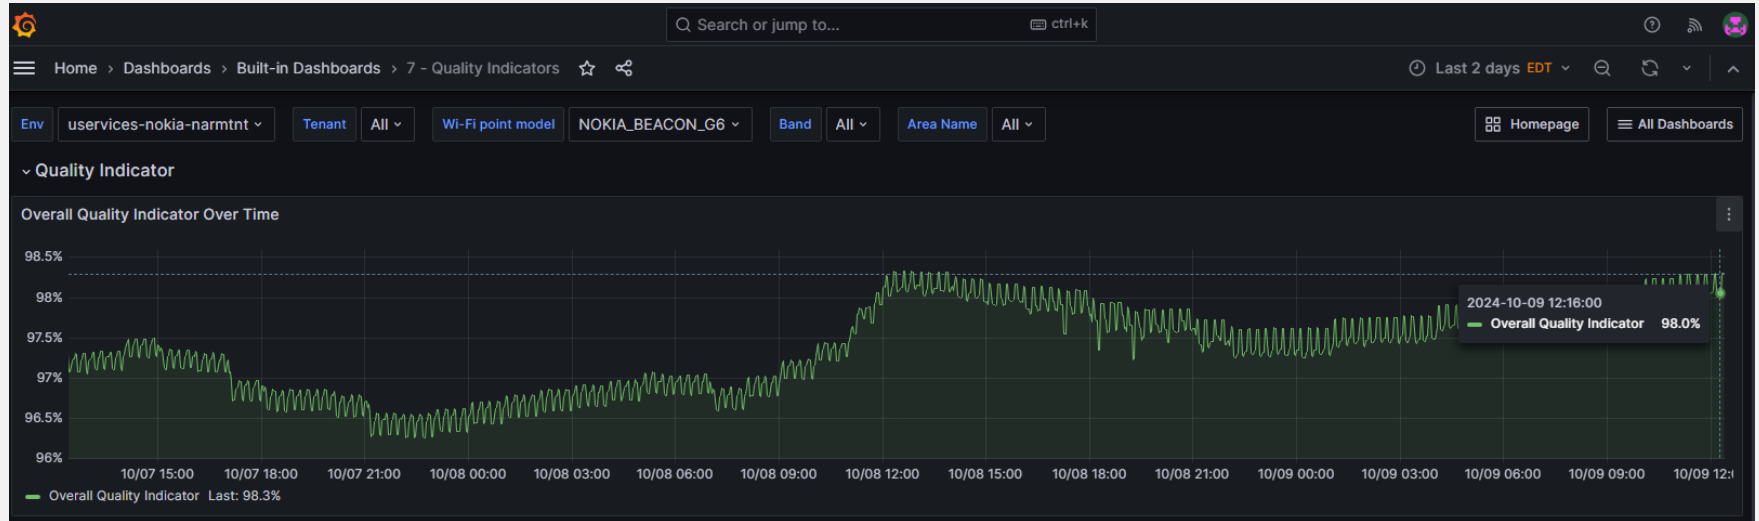 Search or jump to... ctrl+k
Home > Dashboards > Built-in Dashboards > 7 - Quality Indicators Last 2 days EDT
Env uservices-nokia-narmtnt Tenant All Wi-Fi point model NOKIA_BEACON_G6 Band All Area Name All Homepage All Dashboards
Quality Indicator
Overall Quality Indicator Over Time
98.5%
98%
97.5%
97%
96.5%
96%
2024-10-09 12:16:00
Overall Quality Indicator 98.0%
10/07 15:00 10/07 18:00 10/07 21:00 10/08 00:00 10/08 03:00 10/08 06:00 10/08 09:00 10/08 12:00 10/08 15:00 10/08 18:00 10/08 21:00 10/09 00:00 10/09 03:00 10/09 06:00 10/09 09:00 10/09 12:
Overall Quality Indicator Last: 98.3%